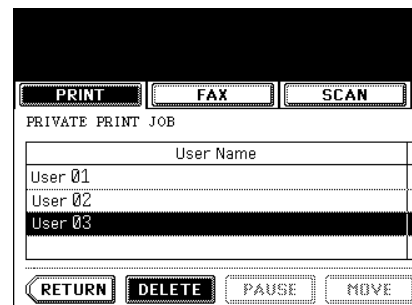 PRINT FAX SCAN
PRIVATE PRINT JOB
User Name
User 01
User 02
User 03
RETURN DELETE PAUSE MOVE